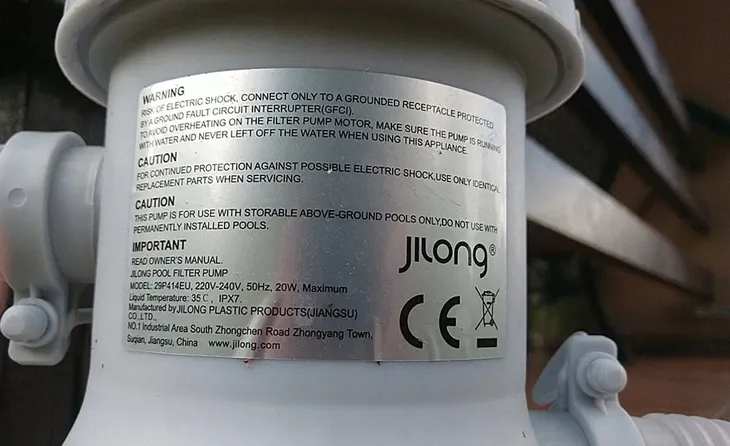 WARNING
RISK OF ELECTRIC SHOCK, CONNECT ONLY TO A GROUNDED RECEPTACLE PROTECTED
BY A GROUND FAULT CIRCUIT INTERRUPTER(GFCI).
TO AVOID OVERHEATING ON THE FILTER PUMP MOTOR, MAKE SURE THE PUMP IS RUNNING
WITH WATER AND NEVER LEFT OFF THE WATER WHEN USING THIS APPLIANCE.
CAUTION
FOR CONTINUED PROTECTION AGAINST POSSIBLE ELECTRIC SHOCK,USE ONLY IDENTICAL
REPLACEMENT PARTS WHEN SERVICING.
CAUTION
THIS PUMP IS FOR USE WITH STORABLE ABOVE-GROUND POOLS ONLY,DO NOT USE WITH
PERMANENTLY INSTALLED POOLS.
IMPORTANT
READ OWNER'S MANUAL.
JILONG POOL FILTER PUMP
MODEL: 29P414EU, 220V-240V, 50Hz, 20W, Maximum
Liquid Temperature: 35℃, IPX7.
Manufactured by JILONG PLASTIC PRODUCTS(JIANGSU)
CO.,LTD.,
NO.1 Industrial Area South Zhongchen Road Zhongyang Town,
Suqian, Jiangsu, China www.jilong.com
JILONG®
CE